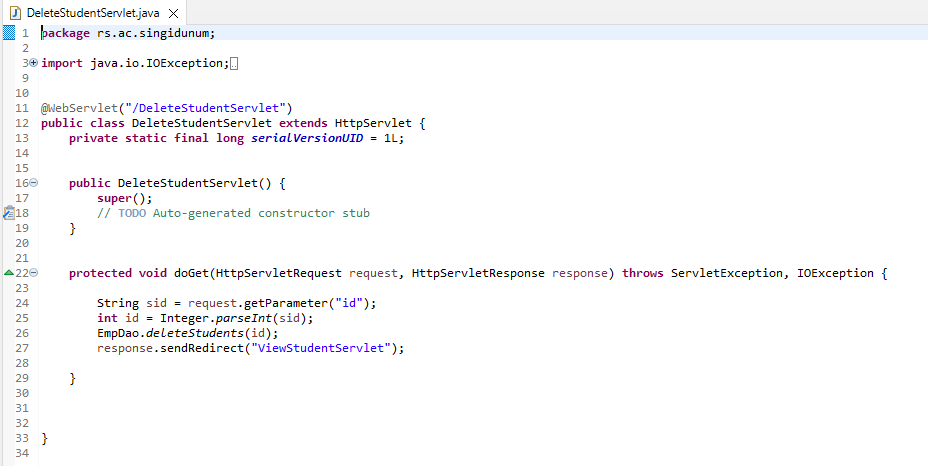 DeleteStudentServlet.java
1 package rs.ac.singidunum;
2
3 import java.io.IOException;
9
10
11 @WebServlet("/DeleteStudentServlet")
12 public class DeleteStudentServlet extends HttpServlet {
13     private static final long serialVersionUID = 1L;
14
15
16     public DeleteStudentServlet() {
17         super();
18         // TODO Auto-generated constructor stub
19     }
20
21
22     protected void doGet(HttpServletRequest request, HttpServletResponse response) throws ServletException, IOException {
23
24         String sid = request.getParameter("id");
25         int id = Integer.parseInt(sid);
26         EmpDao.deleteStudents(id);
27         response.sendRedirect("ViewStudentServlet");
28
29     }
30
31
32
33 }
34